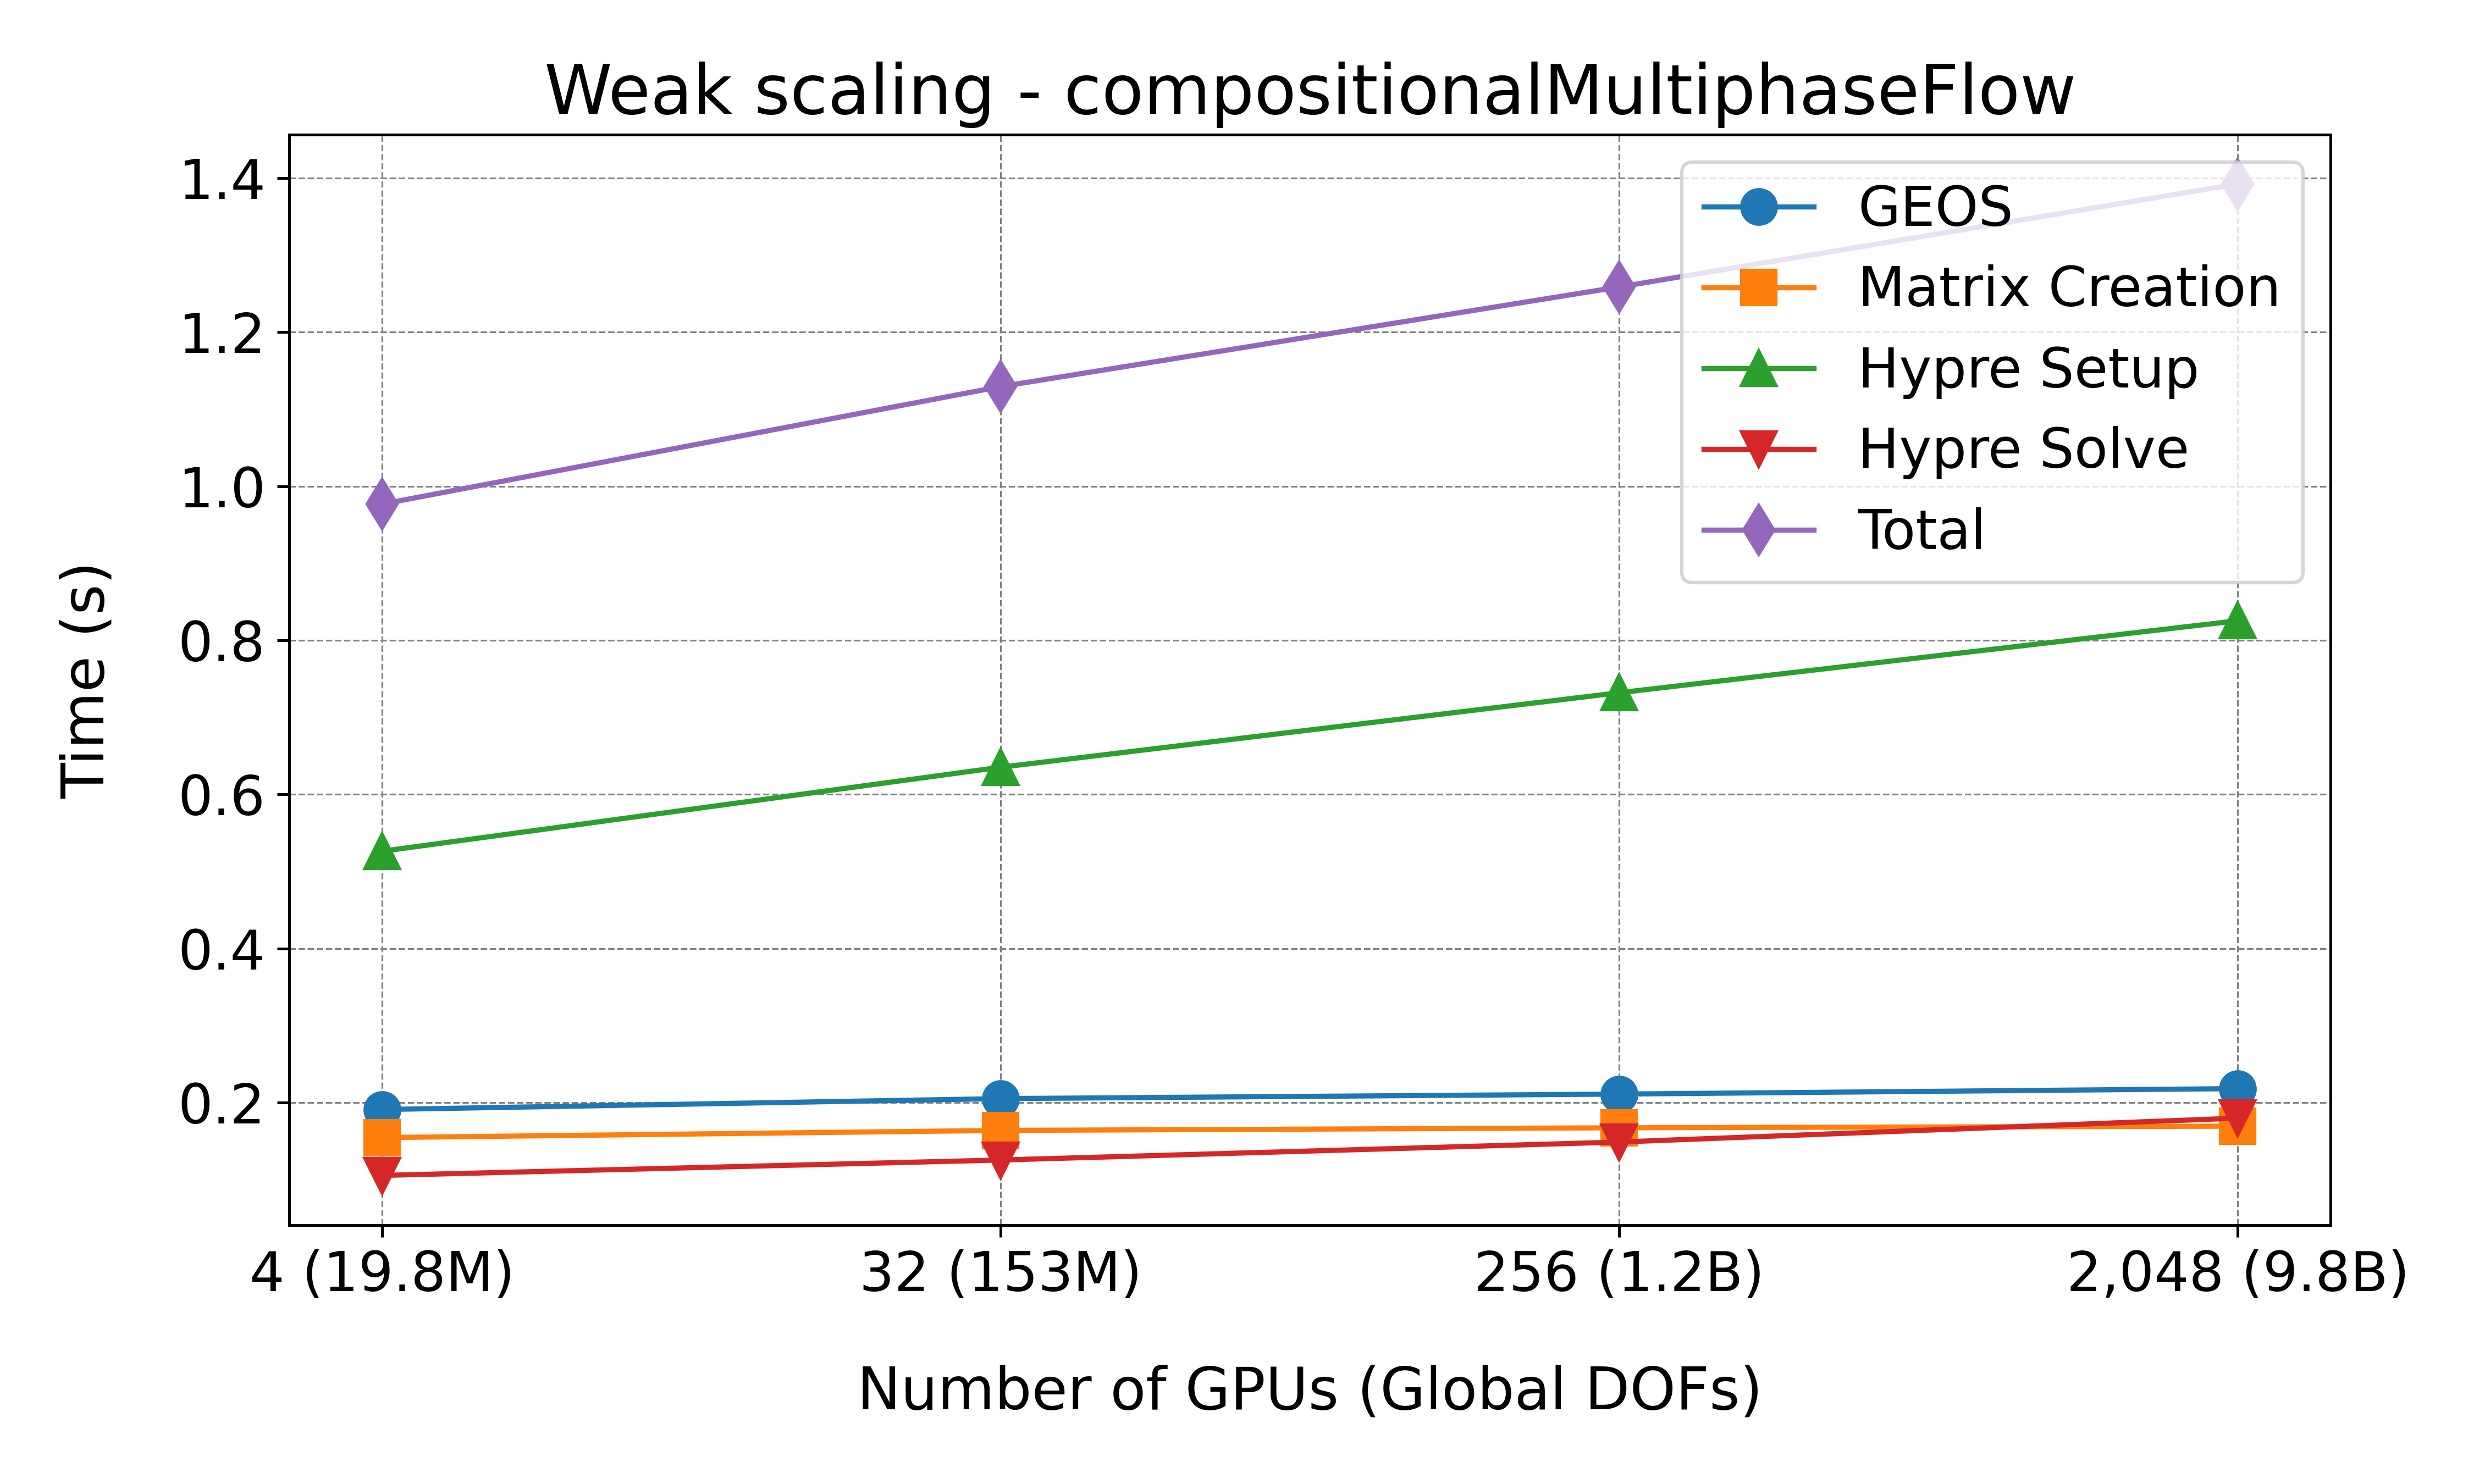 Weak scaling - compositionalMultiphaseFlow
1.4
1.2
1.0
0.8
0.6
0.4
0.2
Time (s)
GEOS
Matrix Creation
Hypre Setup
Hypre Solve
Total
4 (19.8M) 32 (153M) 256 (1.2B) 2,048 (9.8B)
Number of GPUs (Global DOFs)